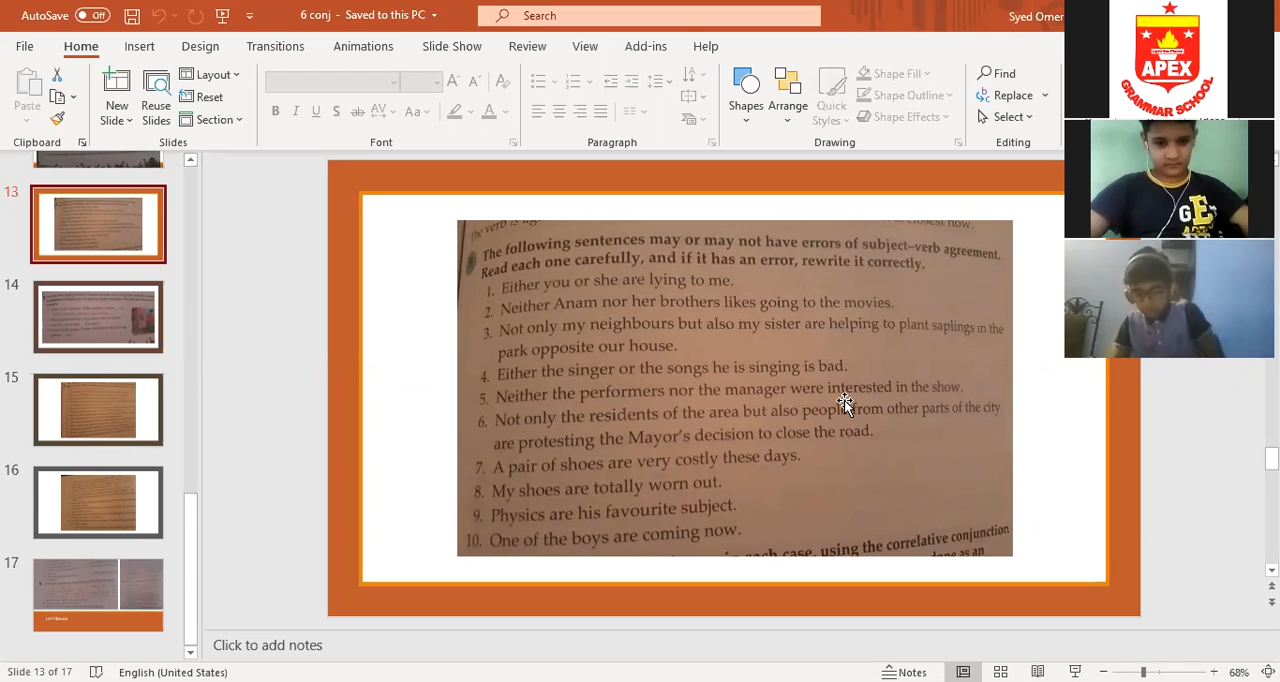 AutoSave Off 6 conj - Saved to this PC Search Syed Omer
File Home Insert Design Transitions Animations Slide Show Review View Add-ins Help
Paste
New Slide
Reuse Slides
Layout
Reset
Section
B I U S ab AV Aa A
Shapes Arrange Quick Styles
Shape Fill
Shape Outline
Shape Effects
Find
Replace
Select
Clipboard Slides Font Paragraph Drawing Editing
APEX
GRAMMAR SCHOOL
13
14
15
16
17
the verb is closest now.
The following sentences may or may not have errors of subject–verb agreement.
Read each one carefully, and if it has an error, rewrite it correctly.
1. Either you or she are lying to me.
2. Neither Anam nor her brothers likes going to the movies.
3. Not only my neighbours but also my sister are helping to plant saplings in the
park opposite our house.
4. Either the singer or the songs he is singing is bad.
5. Neither the performers nor the manager were interested in the show.
6. Not only the residents of the area but also people from other parts of the city
are protesting the Mayor's decision to close the road.
7. A pair of shoes are very costly these days.
8. My shoes are totally worn out.
9. Physics are his favourite subject.
10. One of the boys are coming now.
each case, using the correlative conjunction
done as an
Click to add notes
Slide 13 of 17 English (United States) Notes 68%